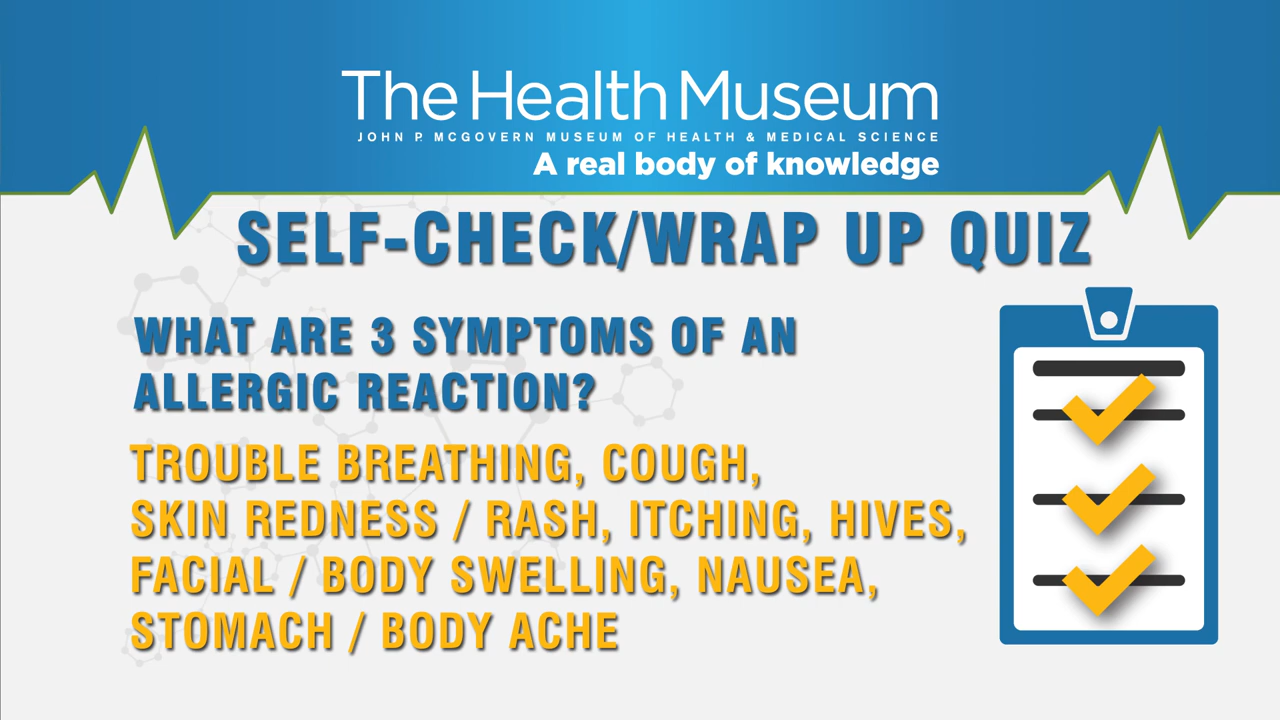 The Health Museum
JOHN P. MCGOVERN MUSEUM OF HEALTH & MEDICAL SCIENCE
A real body of knowledge
SELF-CHECK/WRAP UP QUIZ
WHAT ARE 3 SYMPTOMS OF AN
ALLERGIC REACTION?
TROUBLE BREATHING, COUGH,
SKIN REDNESS / RASH, ITCHING, HIVES,
FACIAL / BODY SWELLING, NAUSEA,
STOMACH / BODY ACHE